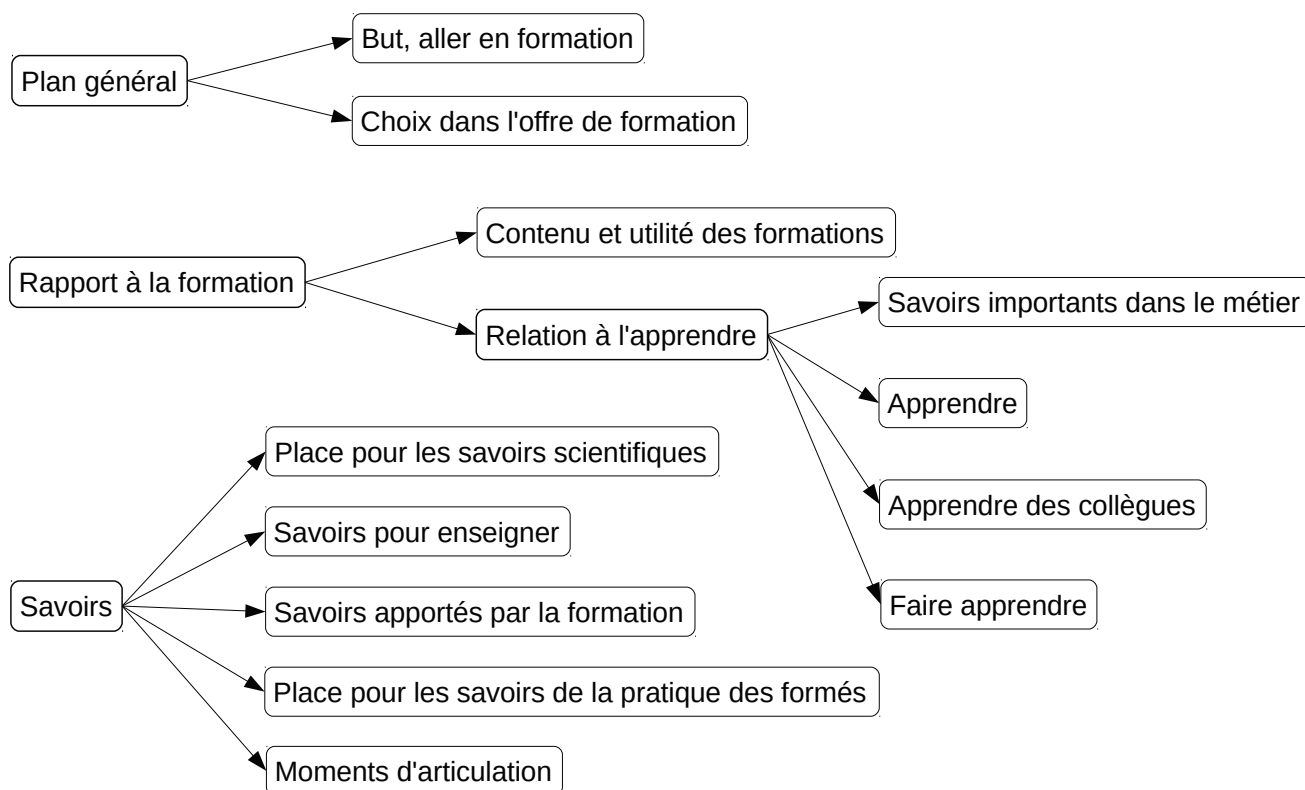 But, aller en formation
Plan général
Choix dans l'offre de formation
Contenu et utilité des formations
Rapport à la formation
Savoirs importants dans le métier
Relation à l'apprendre
Apprendre
Place pour les savoirs scientifiques
Apprendre des collègues
Savoirs pour enseigner
Savoirs
Savoirs apportés par la formation
Faire apprendre
Place pour les savoirs de la pratique des formés
Moments d'articulation